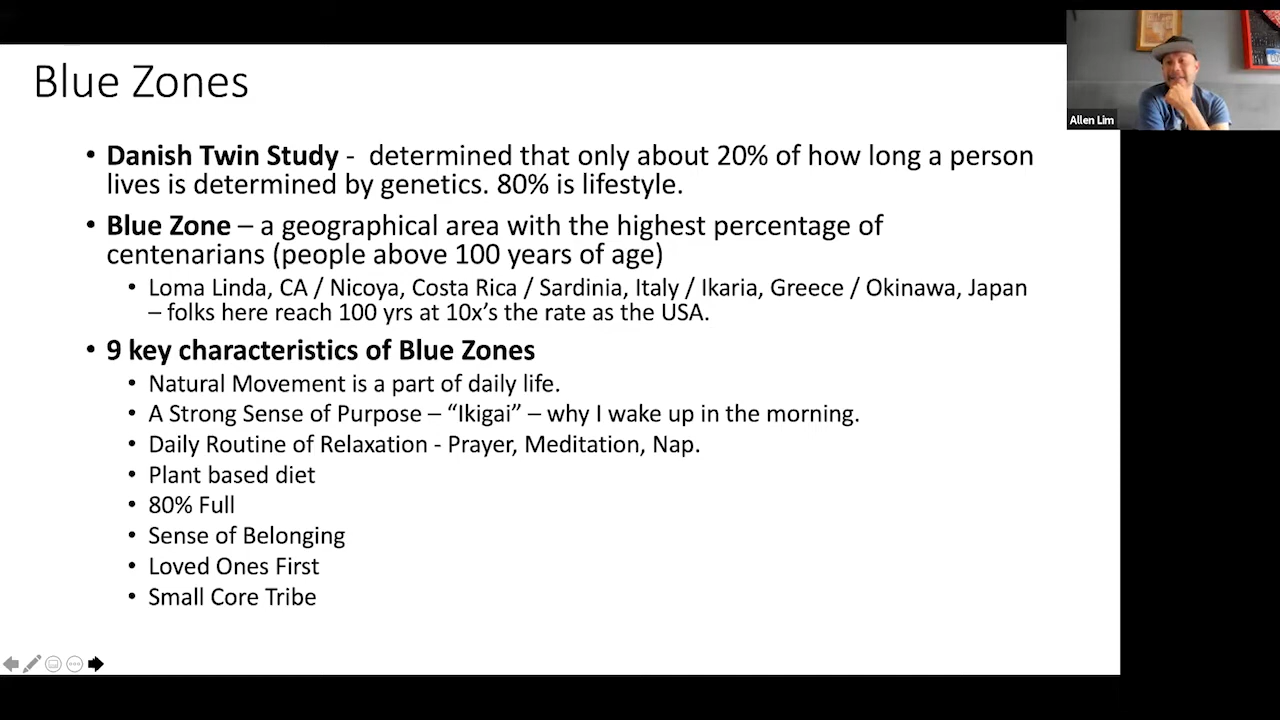 Blue Zones
Allen Lim
• Danish Twin Study -  determined that only about 20% of how long a person
lives is determined by genetics. 80% is lifestyle.
• Blue Zone – a geographical area with the highest percentage of
centenarians (people above 100 years of age)
• Loma Linda, CA / Nicoya, Costa Rica / Sardinia, Italy / Ikaria, Greece / Okinawa, Japan
– folks here reach 100 yrs at 10x’s the rate as the USA.
• 9 key characteristics of Blue Zones
• Natural Movement is a part of daily life.
• A Strong Sense of Purpose – “Ikigai” – why I wake up in the morning.
• Daily Routine of Relaxation - Prayer, Meditation, Nap.
• Plant based diet
• 80% Full
• Sense of Belonging
• Loved Ones First
• Small Core Tribe